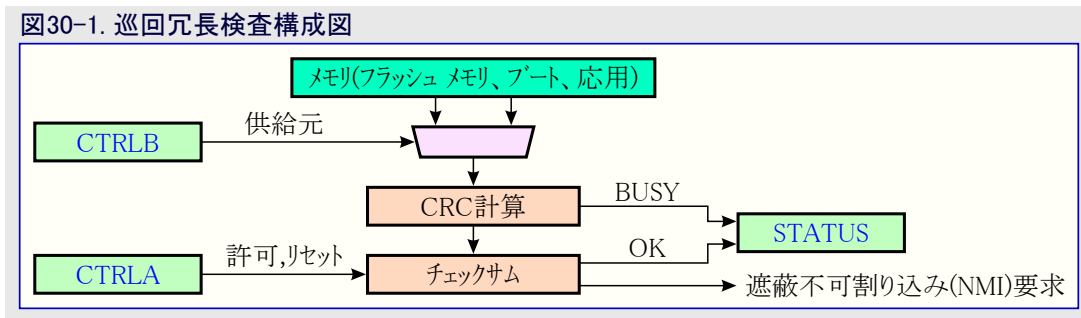 図30-1. 巡回冗長検査構成図
メモリ(フラッシュ メモリ、ブート、応用)
供給元
CTRLB
CRC計算
BUSY
STATUS
OK
許可,リセット
CTRLA
チェックサム
遮蔽不可割り込み(NMI)要求